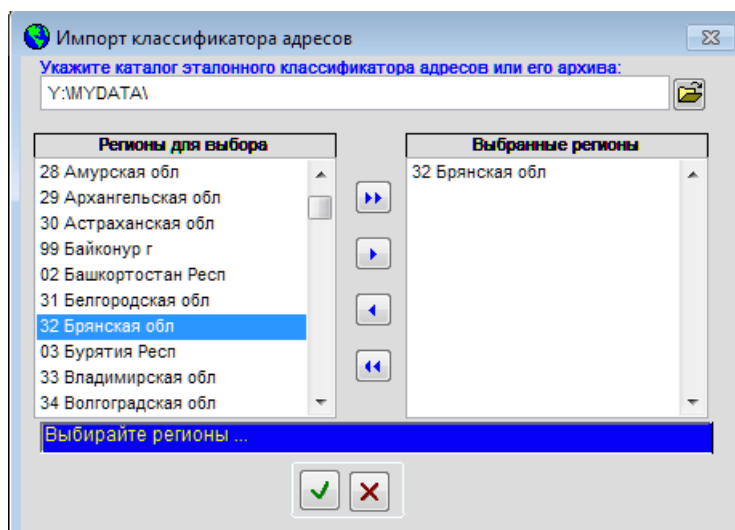 Импорт классификатора адресов
Укажите каталог эталонного классификатора адресов или его архива:
Y:\MYDATA\
Регионы для выбора
28 Амурская обл
29 Архангельская обл
30 Астраханская обл
99 Байконур г
02 Башкортостан Респ
31 Белгородская обл
32 Брянская обл
03 Бурятия Респ
33 Владимирская обл
34 Волгоградская обл
Выбранные регионы
32 Брянская обл
Выбирайте регионы ...